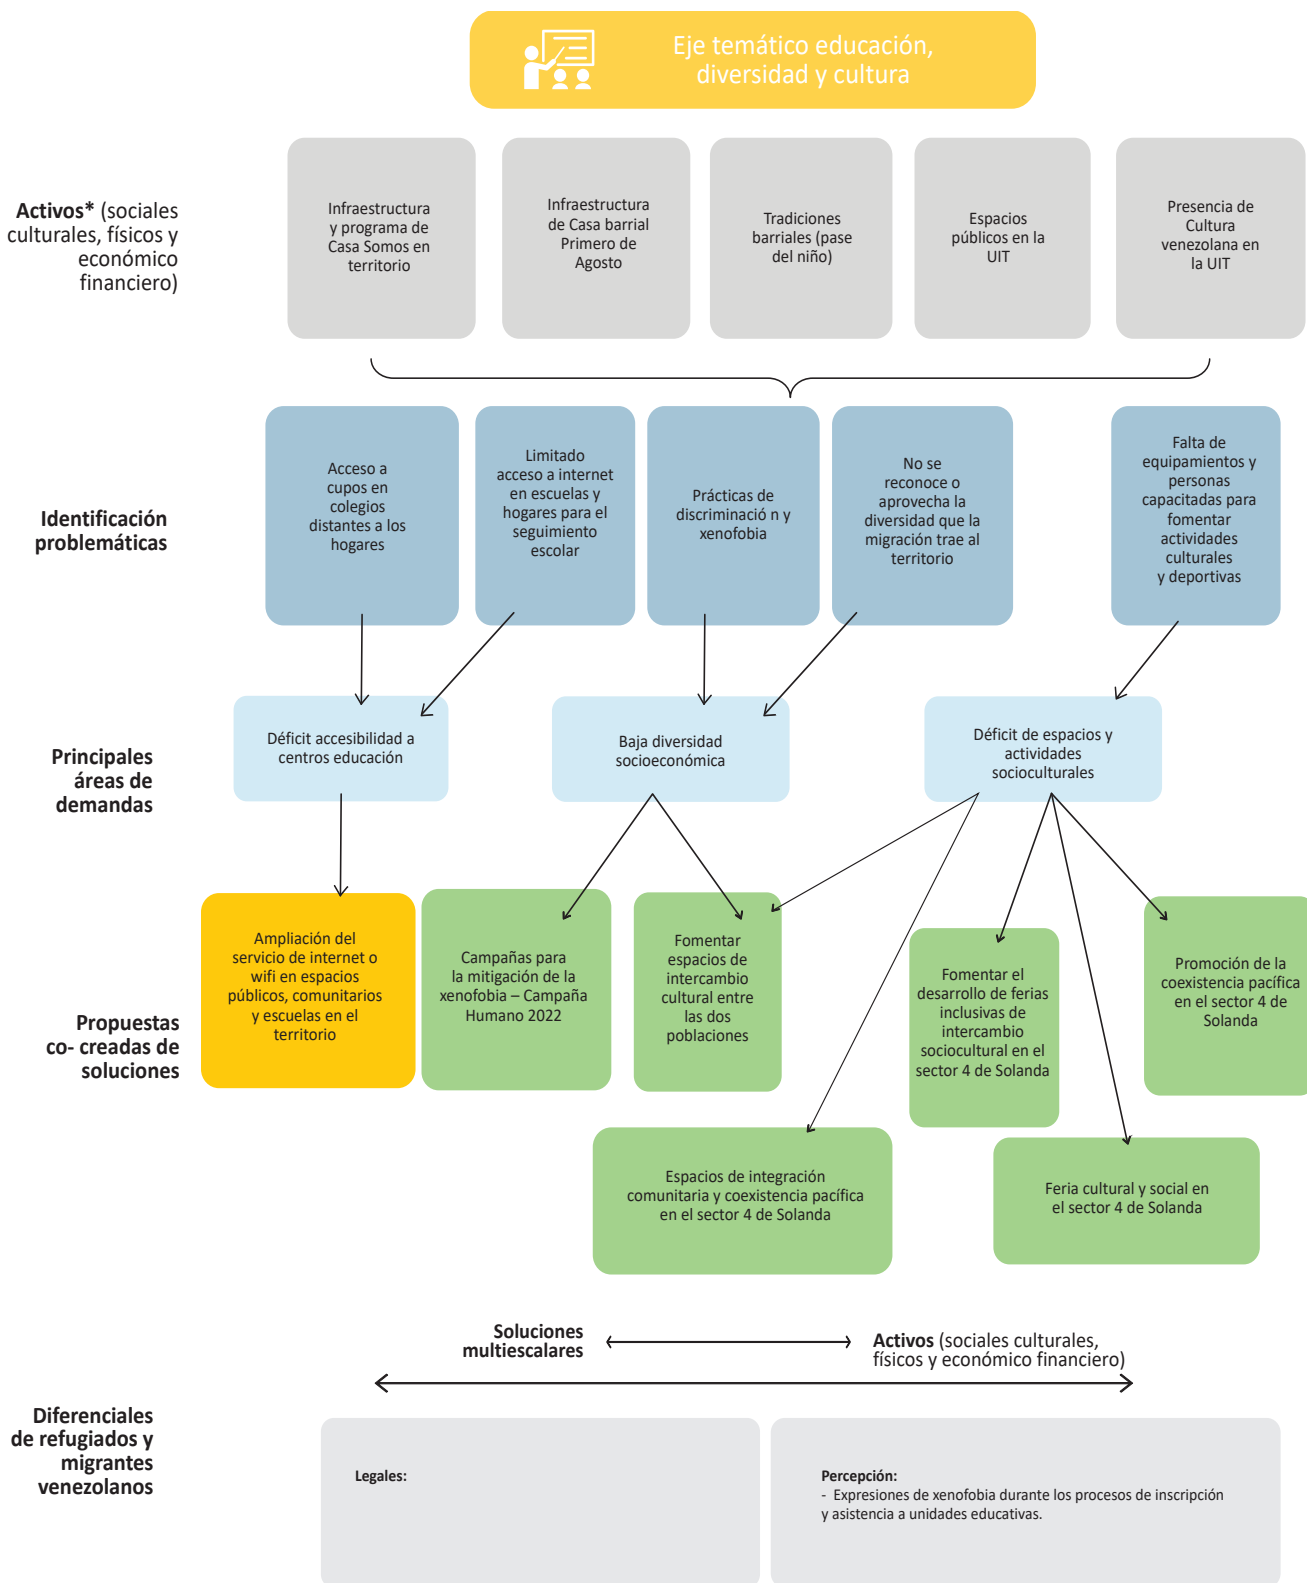 Eje temático educación,
diversidad y cultura
Activos* (sociales
culturales, físicos y
económico
financiero)
Infraestructura
y programa de
Casa Somos en
territorio
Infraestructura
de Casa barrial
Primero de
Agosto
Tradiciones
barriales (pase
del niño)
Espacios
públicos en la
UIT
Presencia de
Cultura
venezolana en
la UIT
Identificación
problemáticas
Acceso a
cupos en
colegios
distantes a los
hogares
Limitado
acceso a internet
en escuelas y
hogares para el
seguimiento
escolar
Prácticas de
discriminació n y
xenofobia
No se
reconoce o
aprovecha la
diversidad que la
migración trae al
territorio
Falta de
equipamientos y
personas
capacitadas para
fomentar
actividades
culturales
y deportivas
Principales
áreas de
demandas
Déficit accesibilidad a
centros educación
Baja diversidad
socioeconómica
Déficit de espacios y
actividades
socioculturales
Propuestas
co- creadas de
soluciones
Ampliación del
servicio de internet o
wifi en espacios
públicos, comunitarios
y escuelas en el
territorio
Campañas para
la mitigación de la
xenofobia – Campaña
Humano 2022
Fomentar
espacios de
intercambio
cultural entre
las dos
poblaciones
Fomentar el
desarrollo de ferias
inclusivas de
intercambio
sociocultural en el
sector 4 de Solanda
Promoción de la
coexistencia pacífica
en el sector 4 de
Solanda
Espacios de integración
comunitaria y coexistencia pacífica
en el sector 4 de Solanda
Feria cultural y social en
el sector 4 de Solanda
Soluciones
multiescalares
Activos (sociales culturales,
físicos y económico financiero)
Diferenciales
de refugiados y
migrantes
venezolanos
Legales:
Percepción:
- Expresiones de xenofobia durante los procesos de inscripción
y asistencia a unidades educativas.